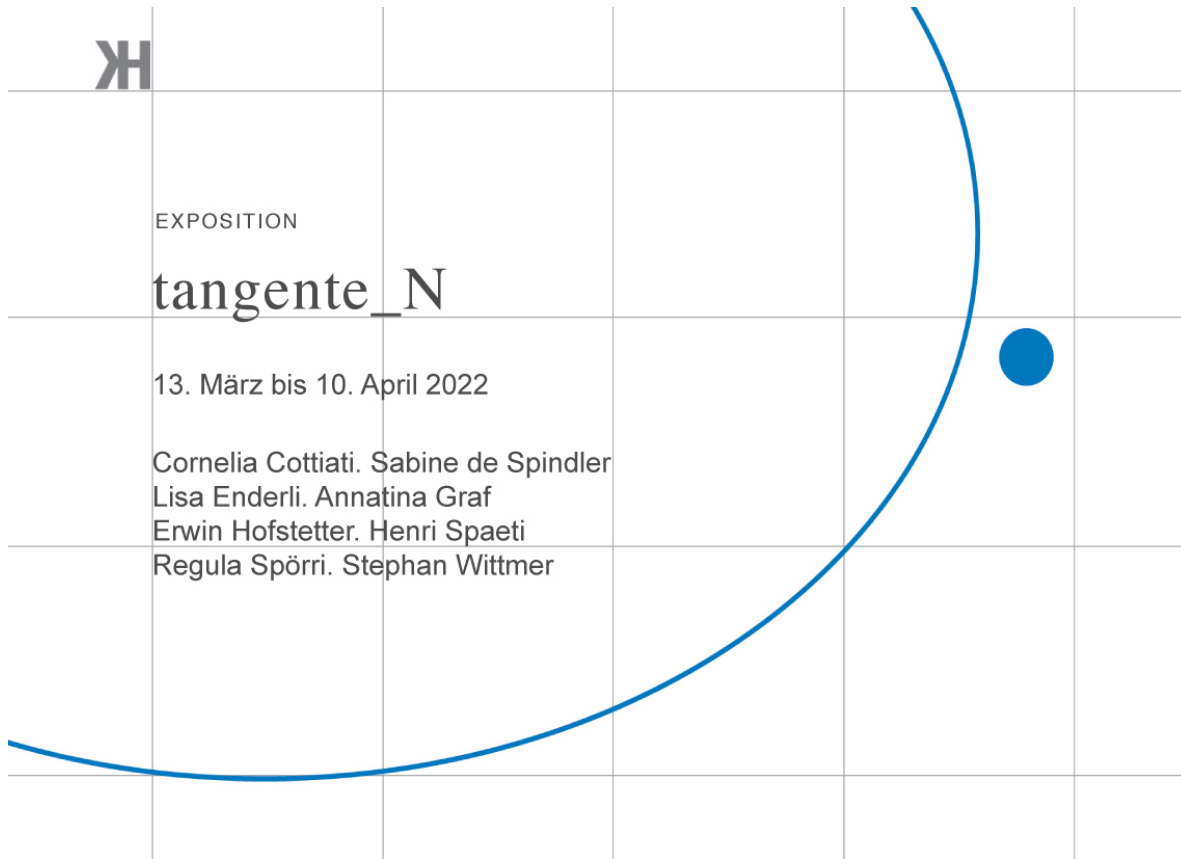 KH
EXPOSITION
tangente_N
13. März bis 10. April 2022
Cornelia Cottiati. Sabine de Spindler
Lisa Enderli. Annatina Graf
Erwin Hofstetter. Henri Spaeti
Regula Spörri. Stephan Wittmer